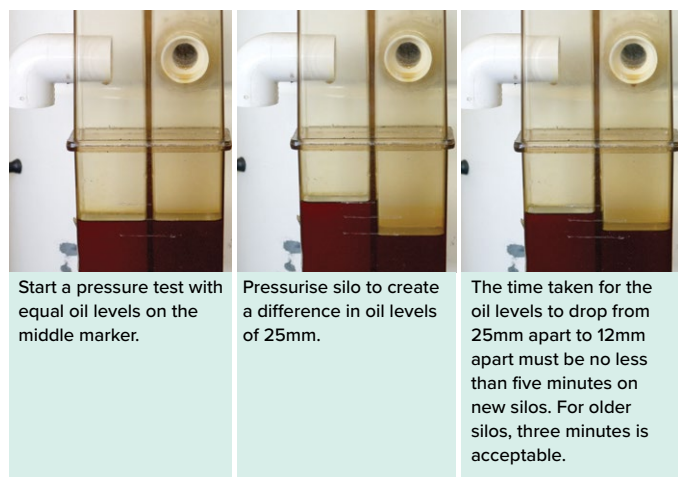 Start a pressure test with
equal oil levels on the
middle marker.
Pressurise silo to create
a difference in oil levels
of 25mm.
The time taken for the
oil levels to drop from
25mm apart to 12mm
apart must be no less
than five minutes on
new silos. For older
silos, three minutes is
acceptable.